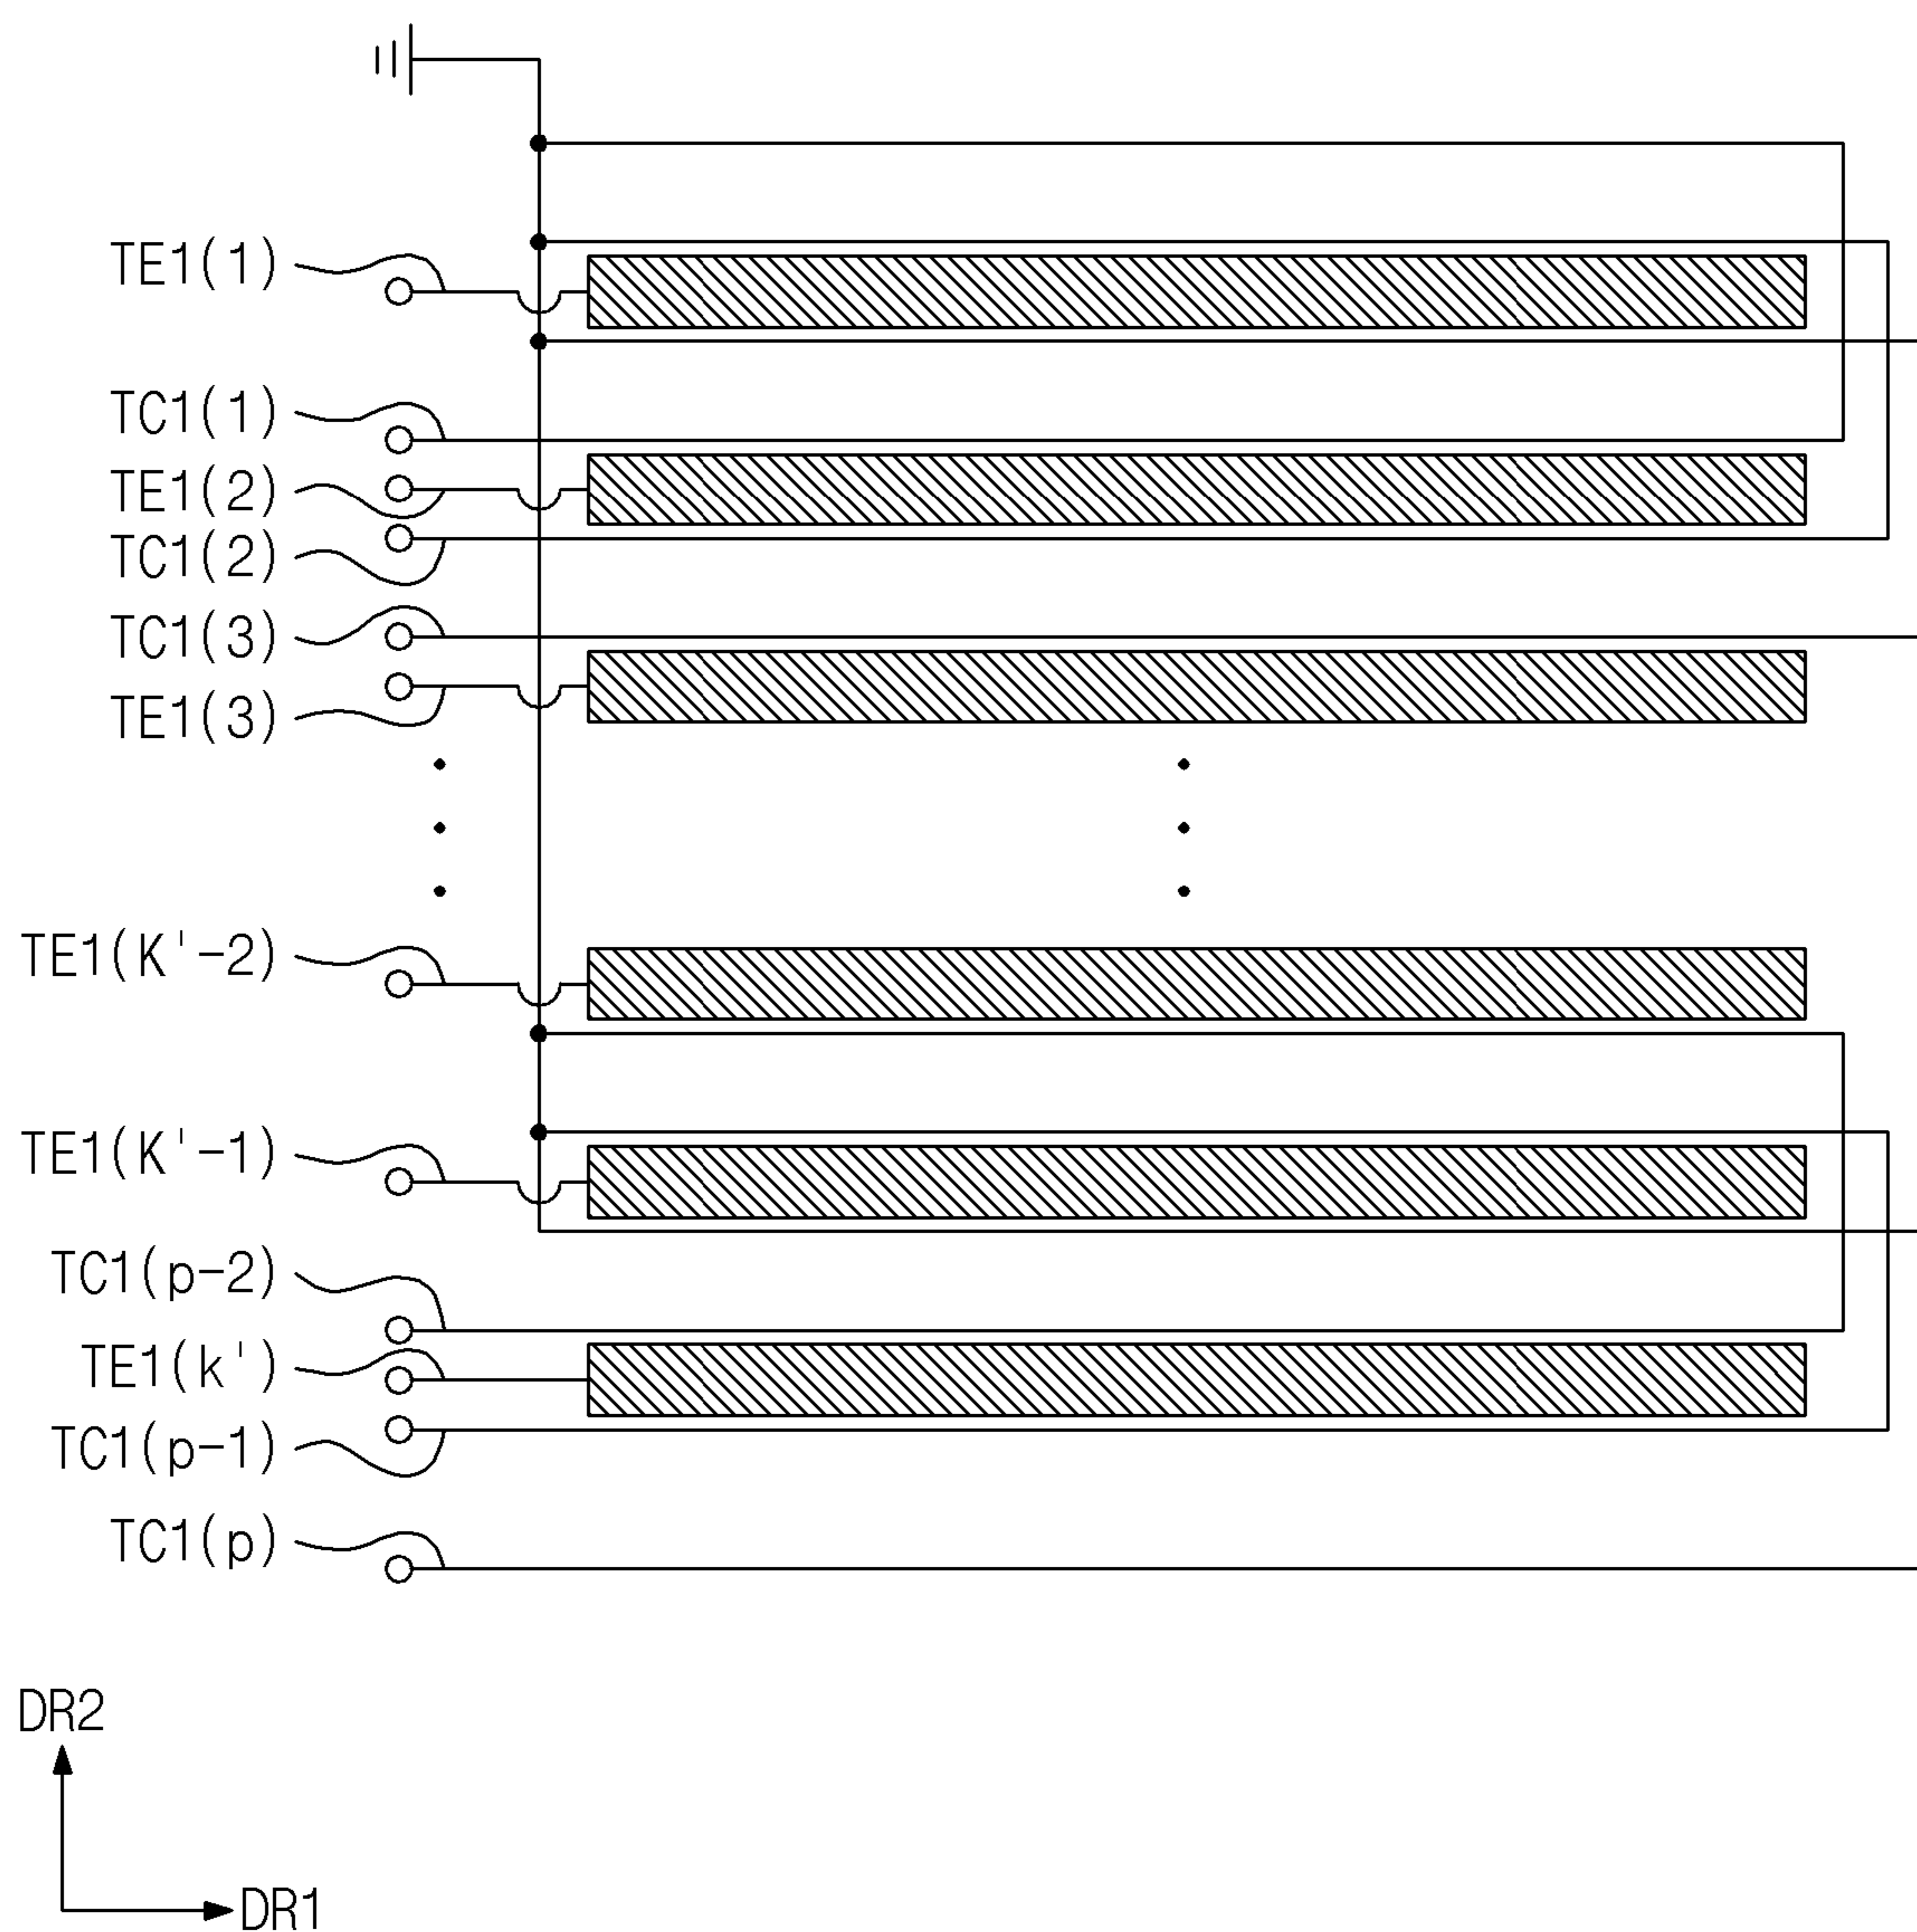 TE1(1)
TC1(1)
TE1(2)
TC1(2)
TC1(3)
TE1(3)
TE1(K'-2)
TE1(K'-1)
TC1(p-2)
TE1(k')
TC1(p-1)
TC1(p)
DR2
DR1